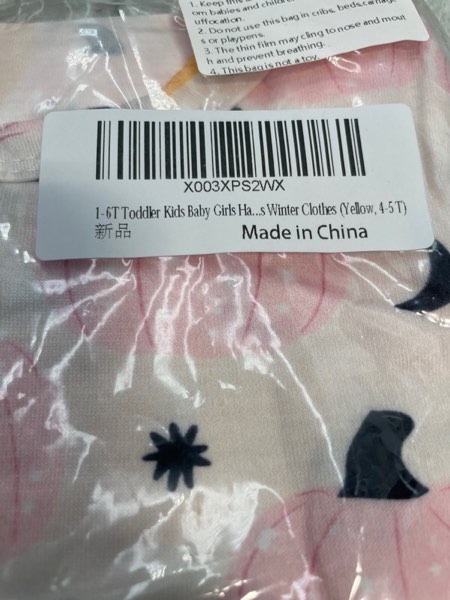 1. Keep this
om babies and children
uffocation.
2. Do not use this bag in cribs, beds, carriag
s or playpens.
3. The thin film may cling to nose and mout
h and prevent breathing.
4. This bag is not a toy.
X003XPS2WX
1-6T Toddler Kids Baby Girls Ha...s Winter Clothes (Yellow, 4-5T)
新品
Made in China